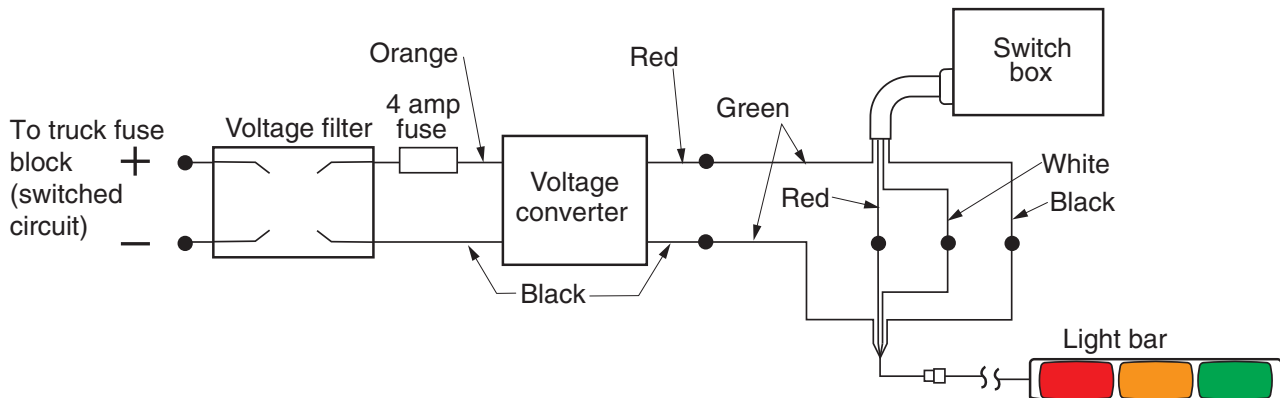 Switch
box
Orange
Red
4 amp
fuse
Green
To truck fuse
block
(switched
circuit)
+
−
Voltage filter
Voltage
converter
Red
White
Black
Black
Light bar